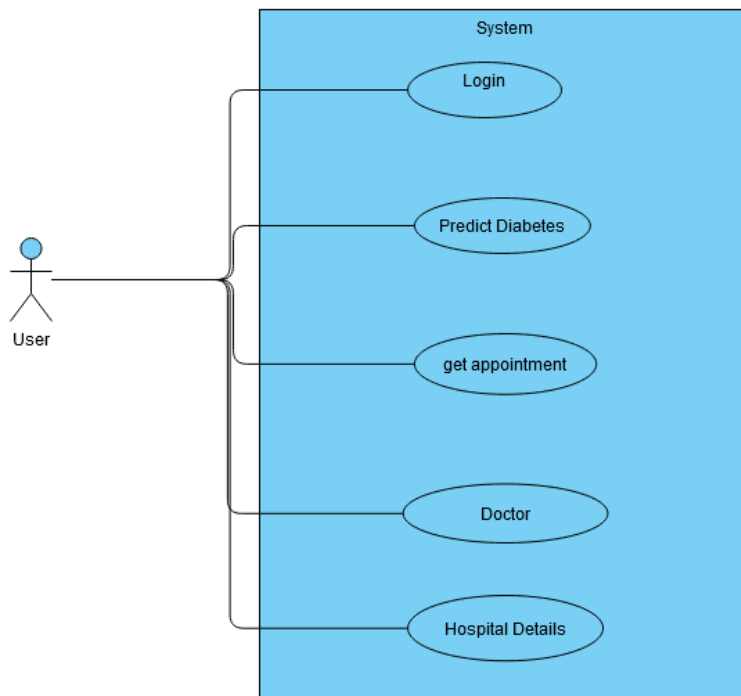 System
Login
Predict Diabetes
User
get appointment
Doctor
Hospital Details